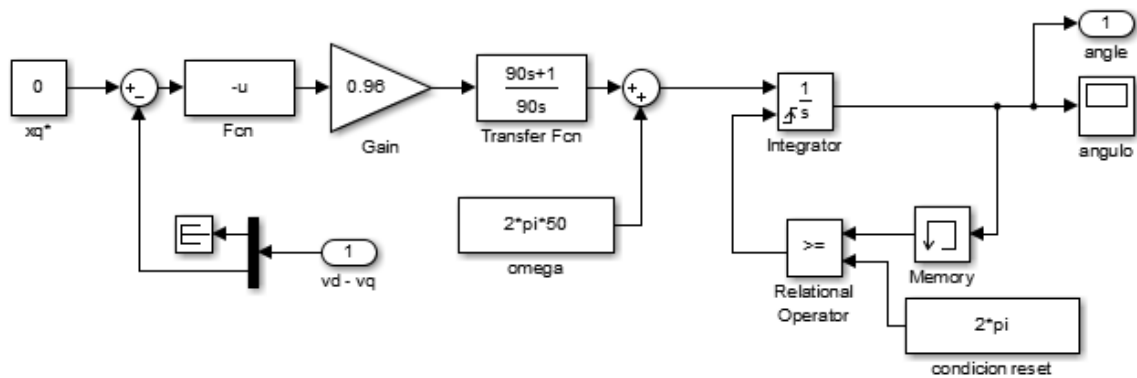 0
xq*
+
-
-u
Fcn
0.96
Gain
90s+1
90s
Transfer Fcn
+
+
1
s
Integrator
1
angle
angulo
1
vd - vq
2*pi*50
omega
>=
Relational
Operator
Memory
2*pi
condicion reset